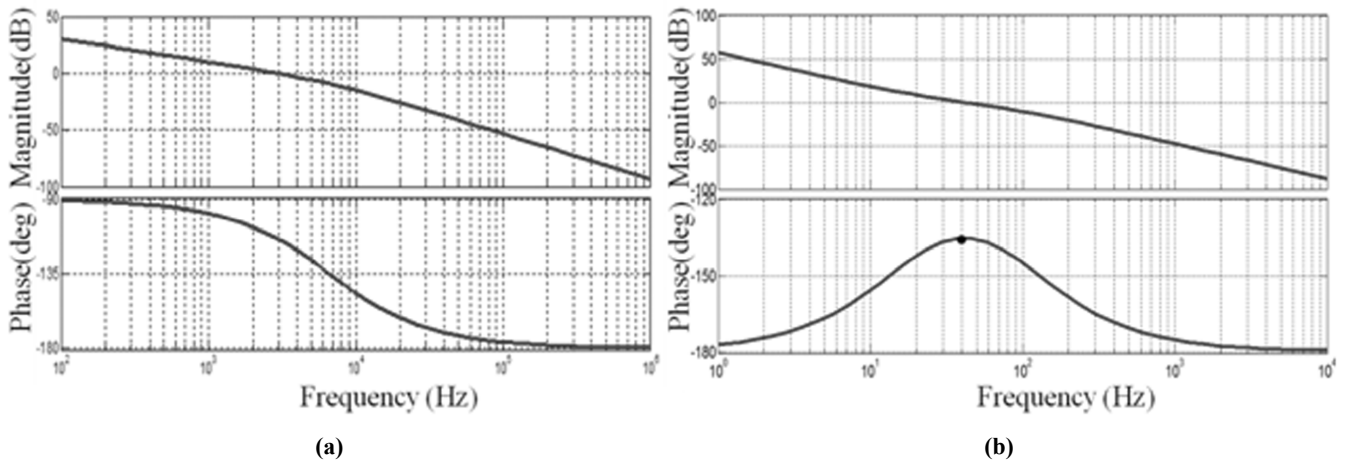 Magnitude(dB)
50
0
-50
-100
Phase(deg)
-90
-135
-180
10² 10³ 10⁴ 10⁵ 10⁶
Frequency (Hz)
(a)
Magnitude(dB)
100
50
0
-50
-100
Phase(deg)
-120
-150
-180
10⁰ 10¹ 10² 10³ 10⁴
Frequency (Hz)
(b)